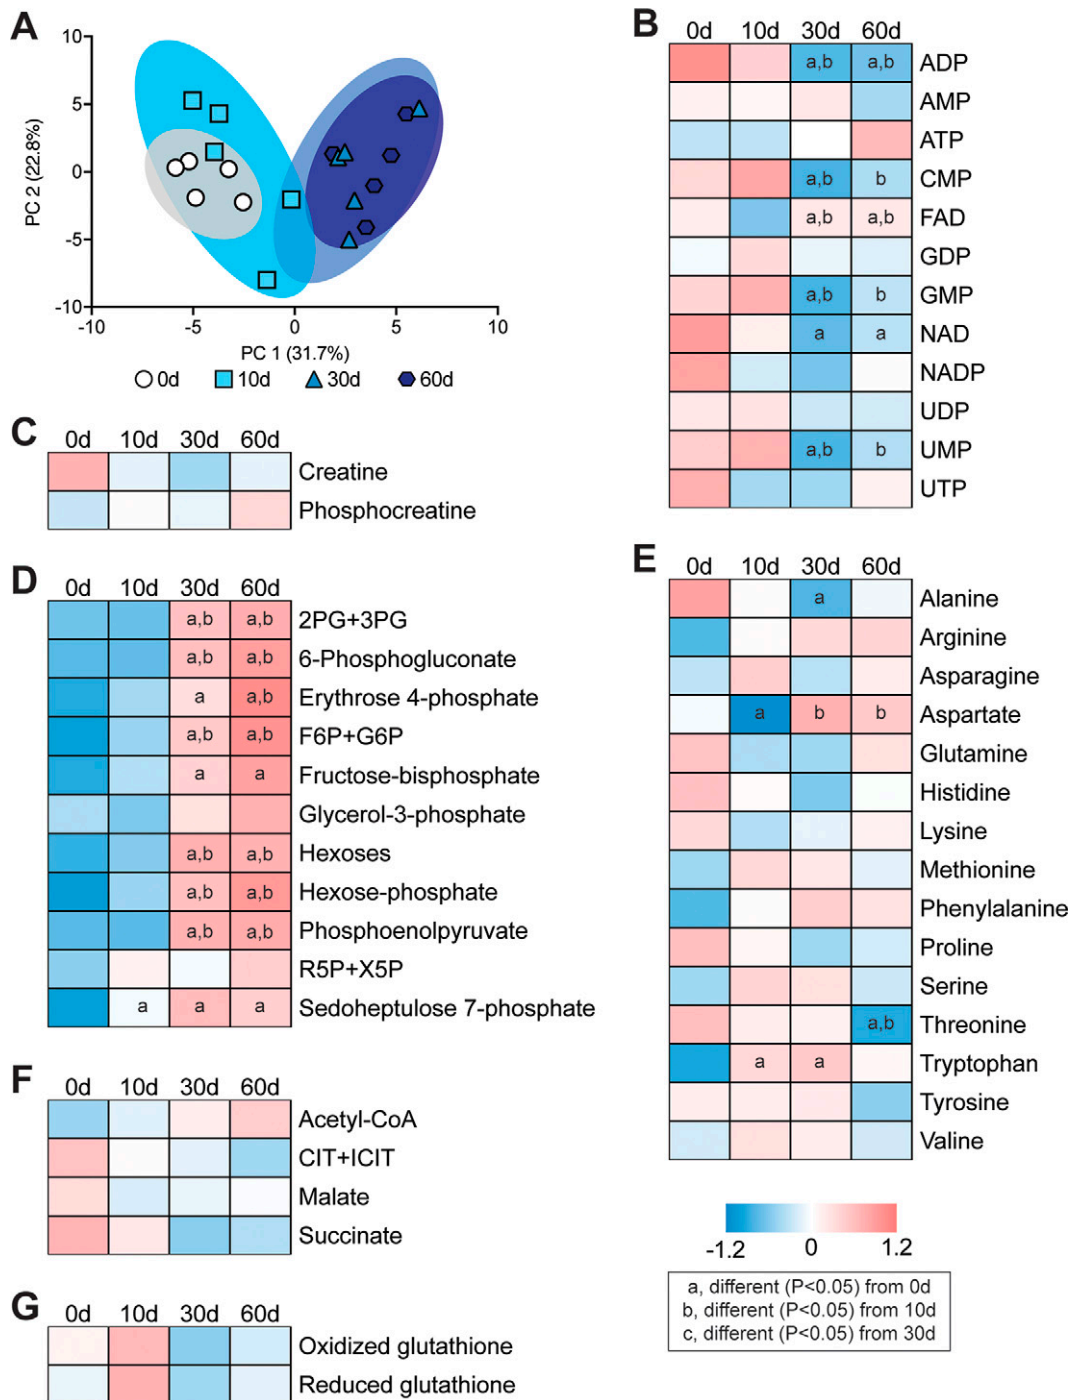 A
10
5
0
-5
-10
PC 2 (22.8%)
-10 -5 0 5 10
PC 1 (31.7%)
0d 10d 30d 60d
B
0d 10d 30d 60d
a,b a,b ADP
AMP
ATP
a,b b CMP
a,b a,b FAD
GDP
a,b b GMP
a a NAD
NADP
UDP
a,b b UMP
UTP
C
0d 10d 30d 60d
Creatine
Phosphocreatine
D
0d 10d 30d 60d
a,b a,b 2PG+3PG
a,b a,b 6-Phosphogluconate
a a,b Erythrose 4-phosphate
a,b a,b F6P+G6P
a a Fructose-bisphosphate
Glycerol-3-phosphate
a,b a,b Hexoses
a,b a,b Hexose-phosphate
a,b a,b Phosphoenolpyruvate
R5P+X5P
a a a Sedoheptulose 7-phosphate
E
0d 10d 30d 60d
a Alanine
Arginine
Asparagine
a b b Aspartate
Glutamine
Histidine
Lysine
Methionine
Phenylalanine
Proline
Serine
a,b Threonine
a a Tryptophan
Tyrosine
Valine
F
0d 10d 30d 60d
Acetyl-CoA
CIT+ICIT
Malate
Succinate
G
0d 10d 30d 60d
Oxidized glutathione
Reduced glutathione
-1.2 0 1.2
a, different (P<0.05) from 0d
b, different (P<0.05) from 10d
c, different (P<0.05) from 30d